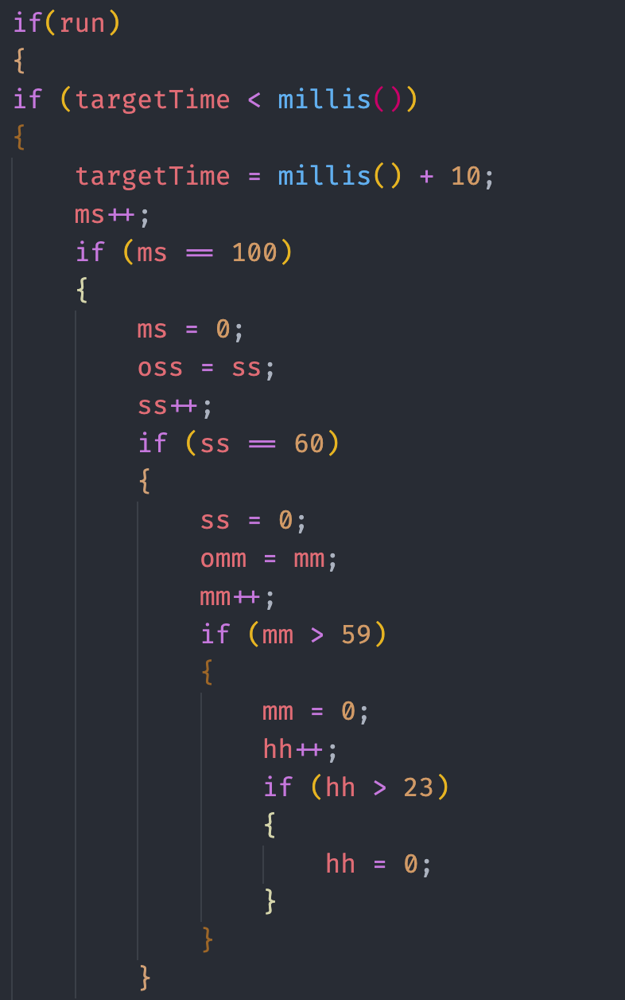 if(run)
{
if (targetTime < millis())
{
    targetTime = millis() + 10;
    ms++;
    if (ms == 100)
    {
        ms = 0;
        oss = ss;
        ss++;
        if (ss == 60)
        {
            ss = 0;
            omm = mm;
            mm++;
            if (mm > 59)
            {
                mm = 0;
                hh++;
                if (hh > 23)
                {
                    hh = 0;
                }
            }
        }